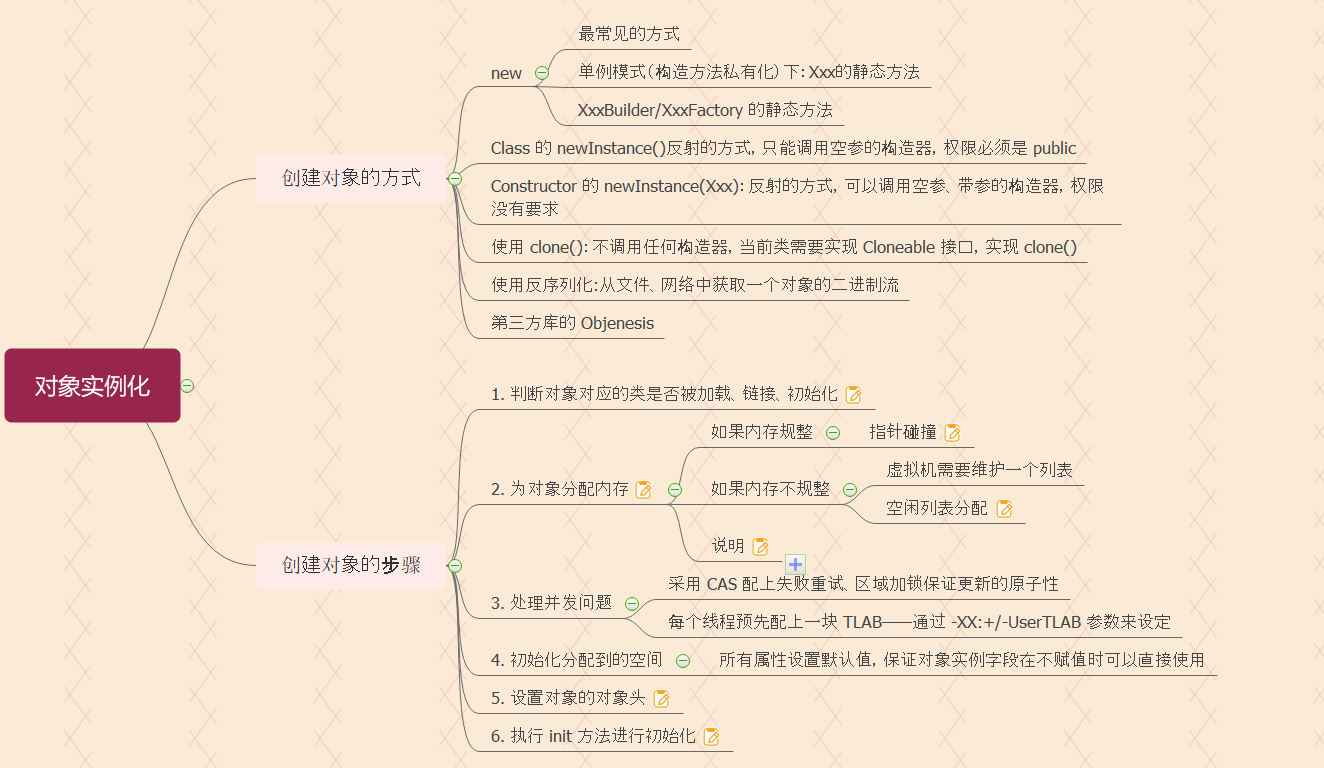 对象实例化
创建对象的方式
new
最常见的方式
单例模式(构造方法私有化)下: Xxx的静态方法
XxxBuilder/XxxFactory 的静态方法
Class 的 newInstance()反射的方式, 只能调用空参的构造器, 权限必须是 public
Constructor 的 newInstance(Xxx): 反射的方式, 可以调用空参、带参的构造器, 权限
没有要求
使用 clone(): 不调用任何构造器, 当前类需要实现 Cloneable 接口, 实现 clone()
使用反序列化:从文件、网络中获取一个对象的二进制流
第三方库的 Objenesis
创建对象的步骤
1. 判断对象对应的类是否被加载、链接、初始化
2. 为对象分配内存
如果内存规整
指针碰撞
如果内存不规整
虚拟机需要维护一个列表
空闲列表分配
说明
3. 处理并发问题
采用 CAS 配上失败重试、区域加锁保证更新的原子性
每个线程预先配上一块 TLAB——通过 -XX:+/-UserTLAB 参数来设定
4. 初始化分配到的空间
所有属性设置默认值, 保证对象实例字段在不赋值时可以直接使用
5. 设置对象的对象头
6. 执行 init 方法进行初始化